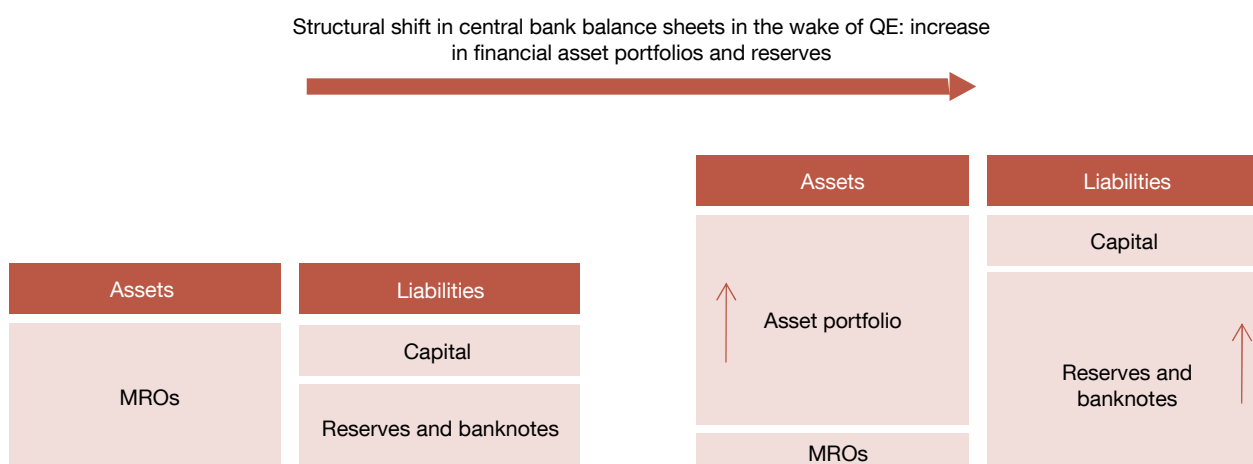 Structural shift in central bank balance sheets in the wake of QE: increase
in financial asset portfolios and reserves
Assets
Liabilities
MROs
Capital
Reserves and banknotes
Assets
Liabilities
Asset portfolio
MROs
Capital
Reserves and
banknotes